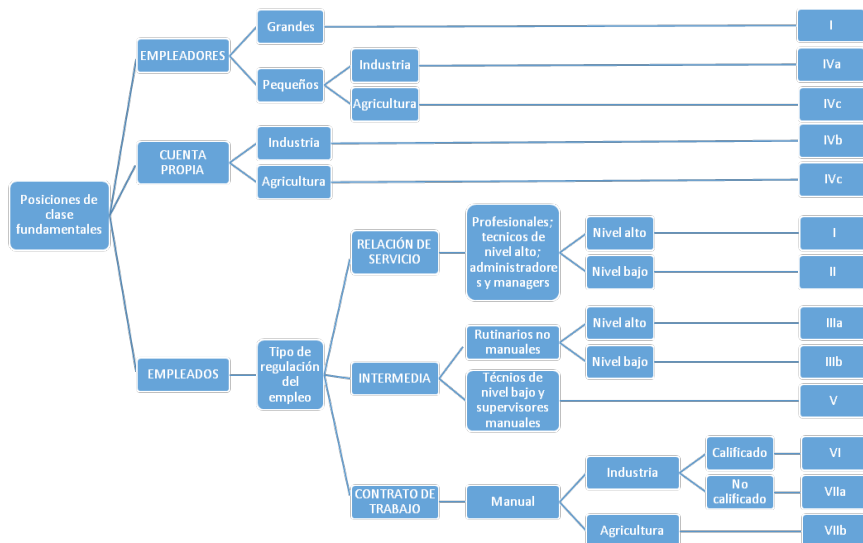 Posiciones de
clase
fundamentales
EMPLEADORES
Grandes
I
Pequeños
Industria
IVa
Agricultura
IVc
CUENTA
PROPIA
Industria
IVb
Agricultura
IVc
EMPLEADOS
Tipo de
regulación
del
empleo
RELACIÓN DE
SERVICIO
Profesionales;
tecnicos de
nivel alto;
administradore
s y managers
Nivel alto
I
Nivel bajo
II
INTERMEDIA
Rutinarios no
manuales
Nivel alto
IIIa
Nivel bajo
IIIb
Técnios de
nivel bajo y
supervisores
manuales
V
CONTRATO DE
TRABAJO
Manual
Industria
Calificado
VI
No
calificado
VIIa
Agricultura
VIIb